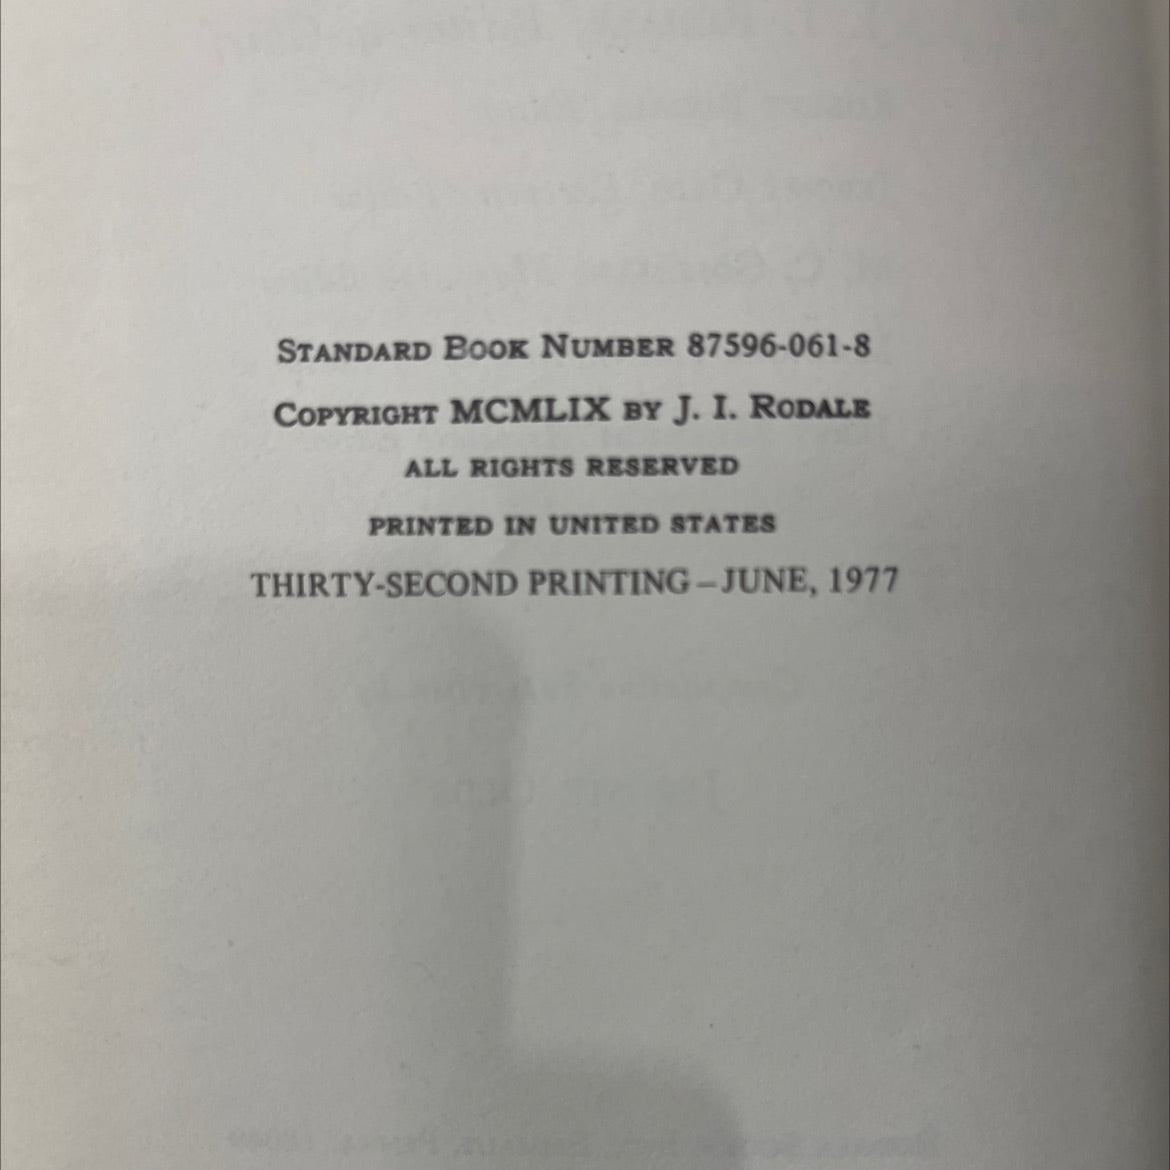 Standard Book Number 87596-061-8
Copyright MCMLIX by J. I. Rodale
ALL RIGHTS RESERVED
PRINTED IN UNITED STATES
THIRTY-SECOND PRINTING – JUNE, 1977